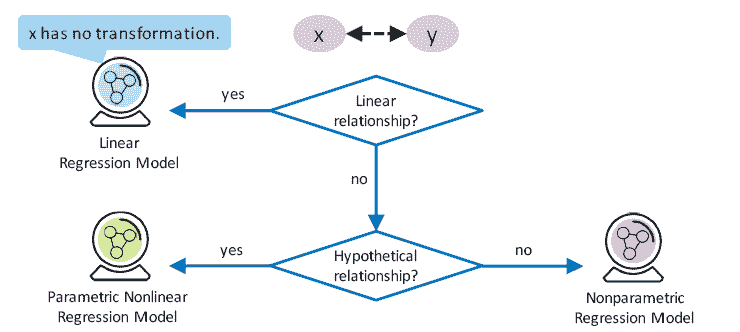 x has no transformation.
x
y
yes
Linear
relationship?
Linear
Regression Model
no
yes
Hypothetical
relationship?
no
Parametric Nonlinear
Regression Model
Nonparametric
Regression Model